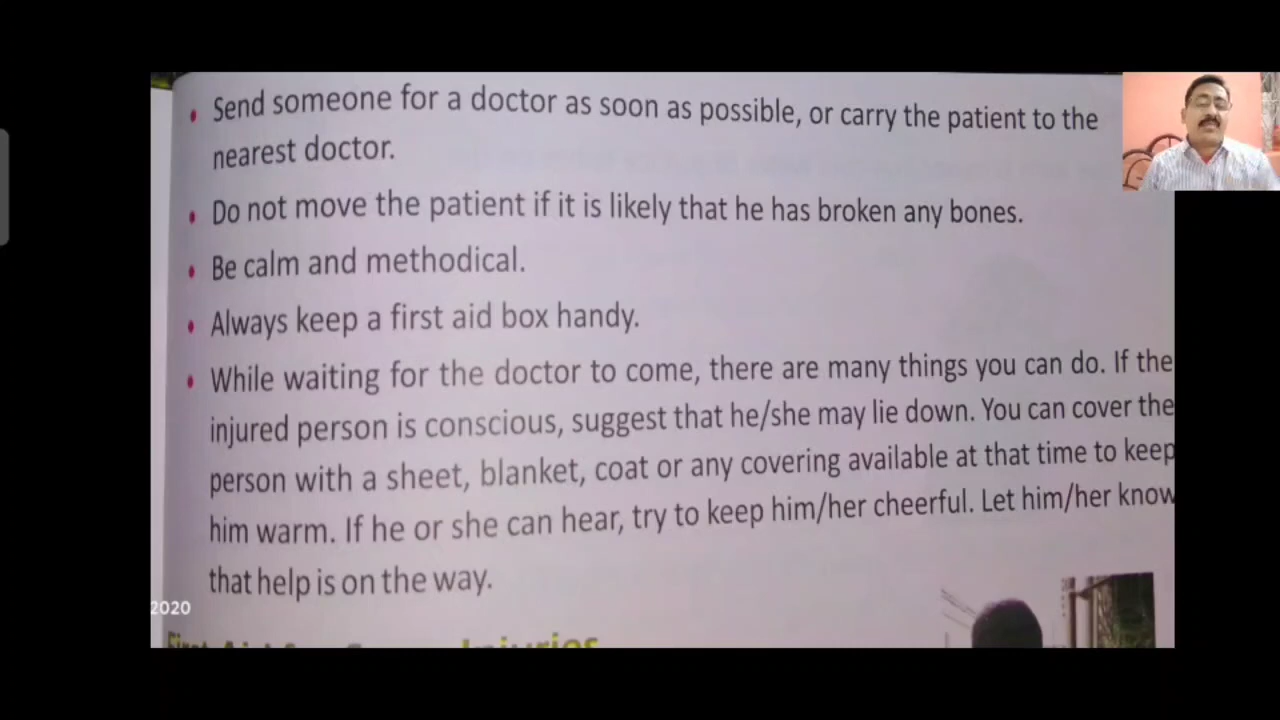 • Send someone for a doctor as soon as possible, or carry the patient to the
nearest doctor.
• Do not move the patient if it is likely that he has broken any bones.
• Be calm and methodical.
• Always keep a first aid box handy.
• While waiting for the doctor to come, there are many things you can do. If the
injured person is conscious, suggest that he/she may lie down. You can cover the
person with a sheet, blanket, coat or any covering available at that time to keep
him warm. If he or she can hear, try to keep him/her cheerful. Let him/her know
that help is on the way.
2020
First Aid for Injuries